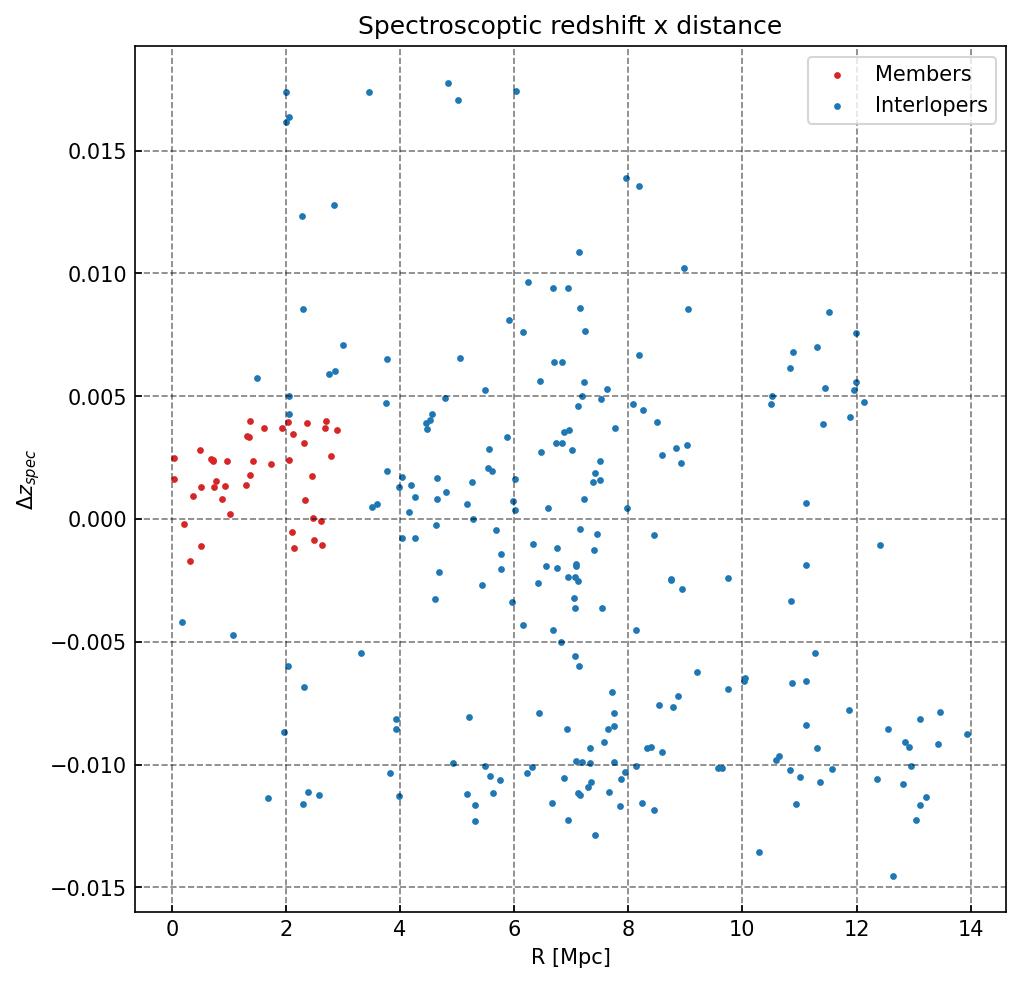 Spectroscoptic redshift x distance
Members
Interlopers
0.015
0.010
0.005
0.000
−0.005
−0.010
−0.015
Δz_spec
0 2 4 6 8 10 12 14
R [Mpc]